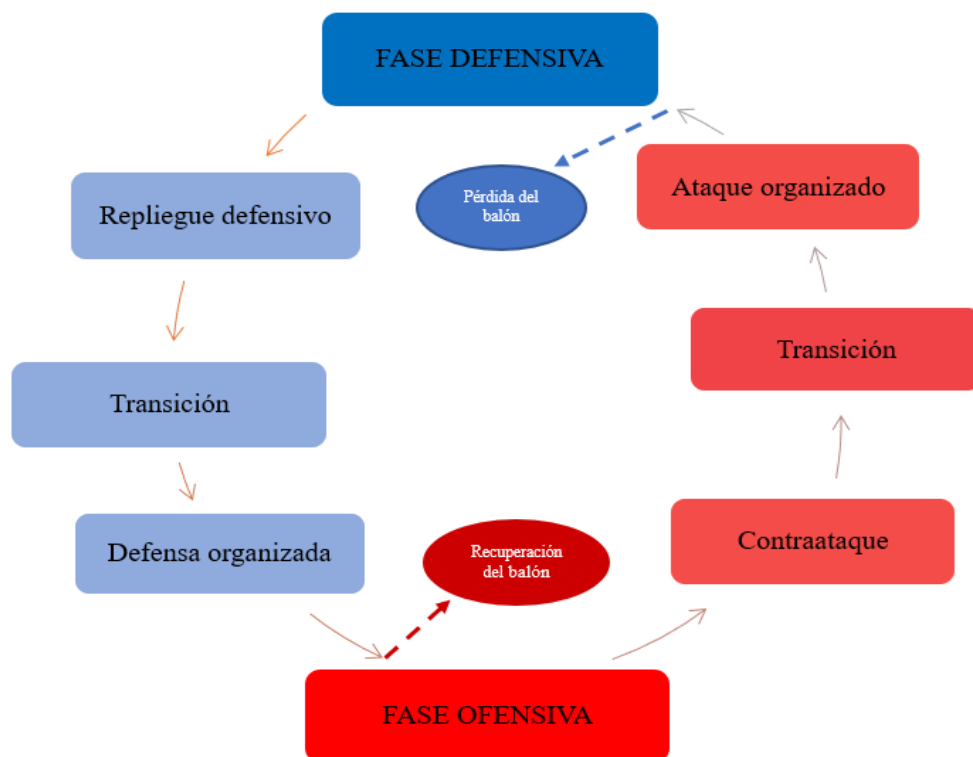 FASE DEFENSIVA
Ataque organizado
Pérdida del
balón
Repliegue defensivo
Transición
Transición
Defensa organizada
Recuperación
del balón
Contraataque
FASE OFENSIVA